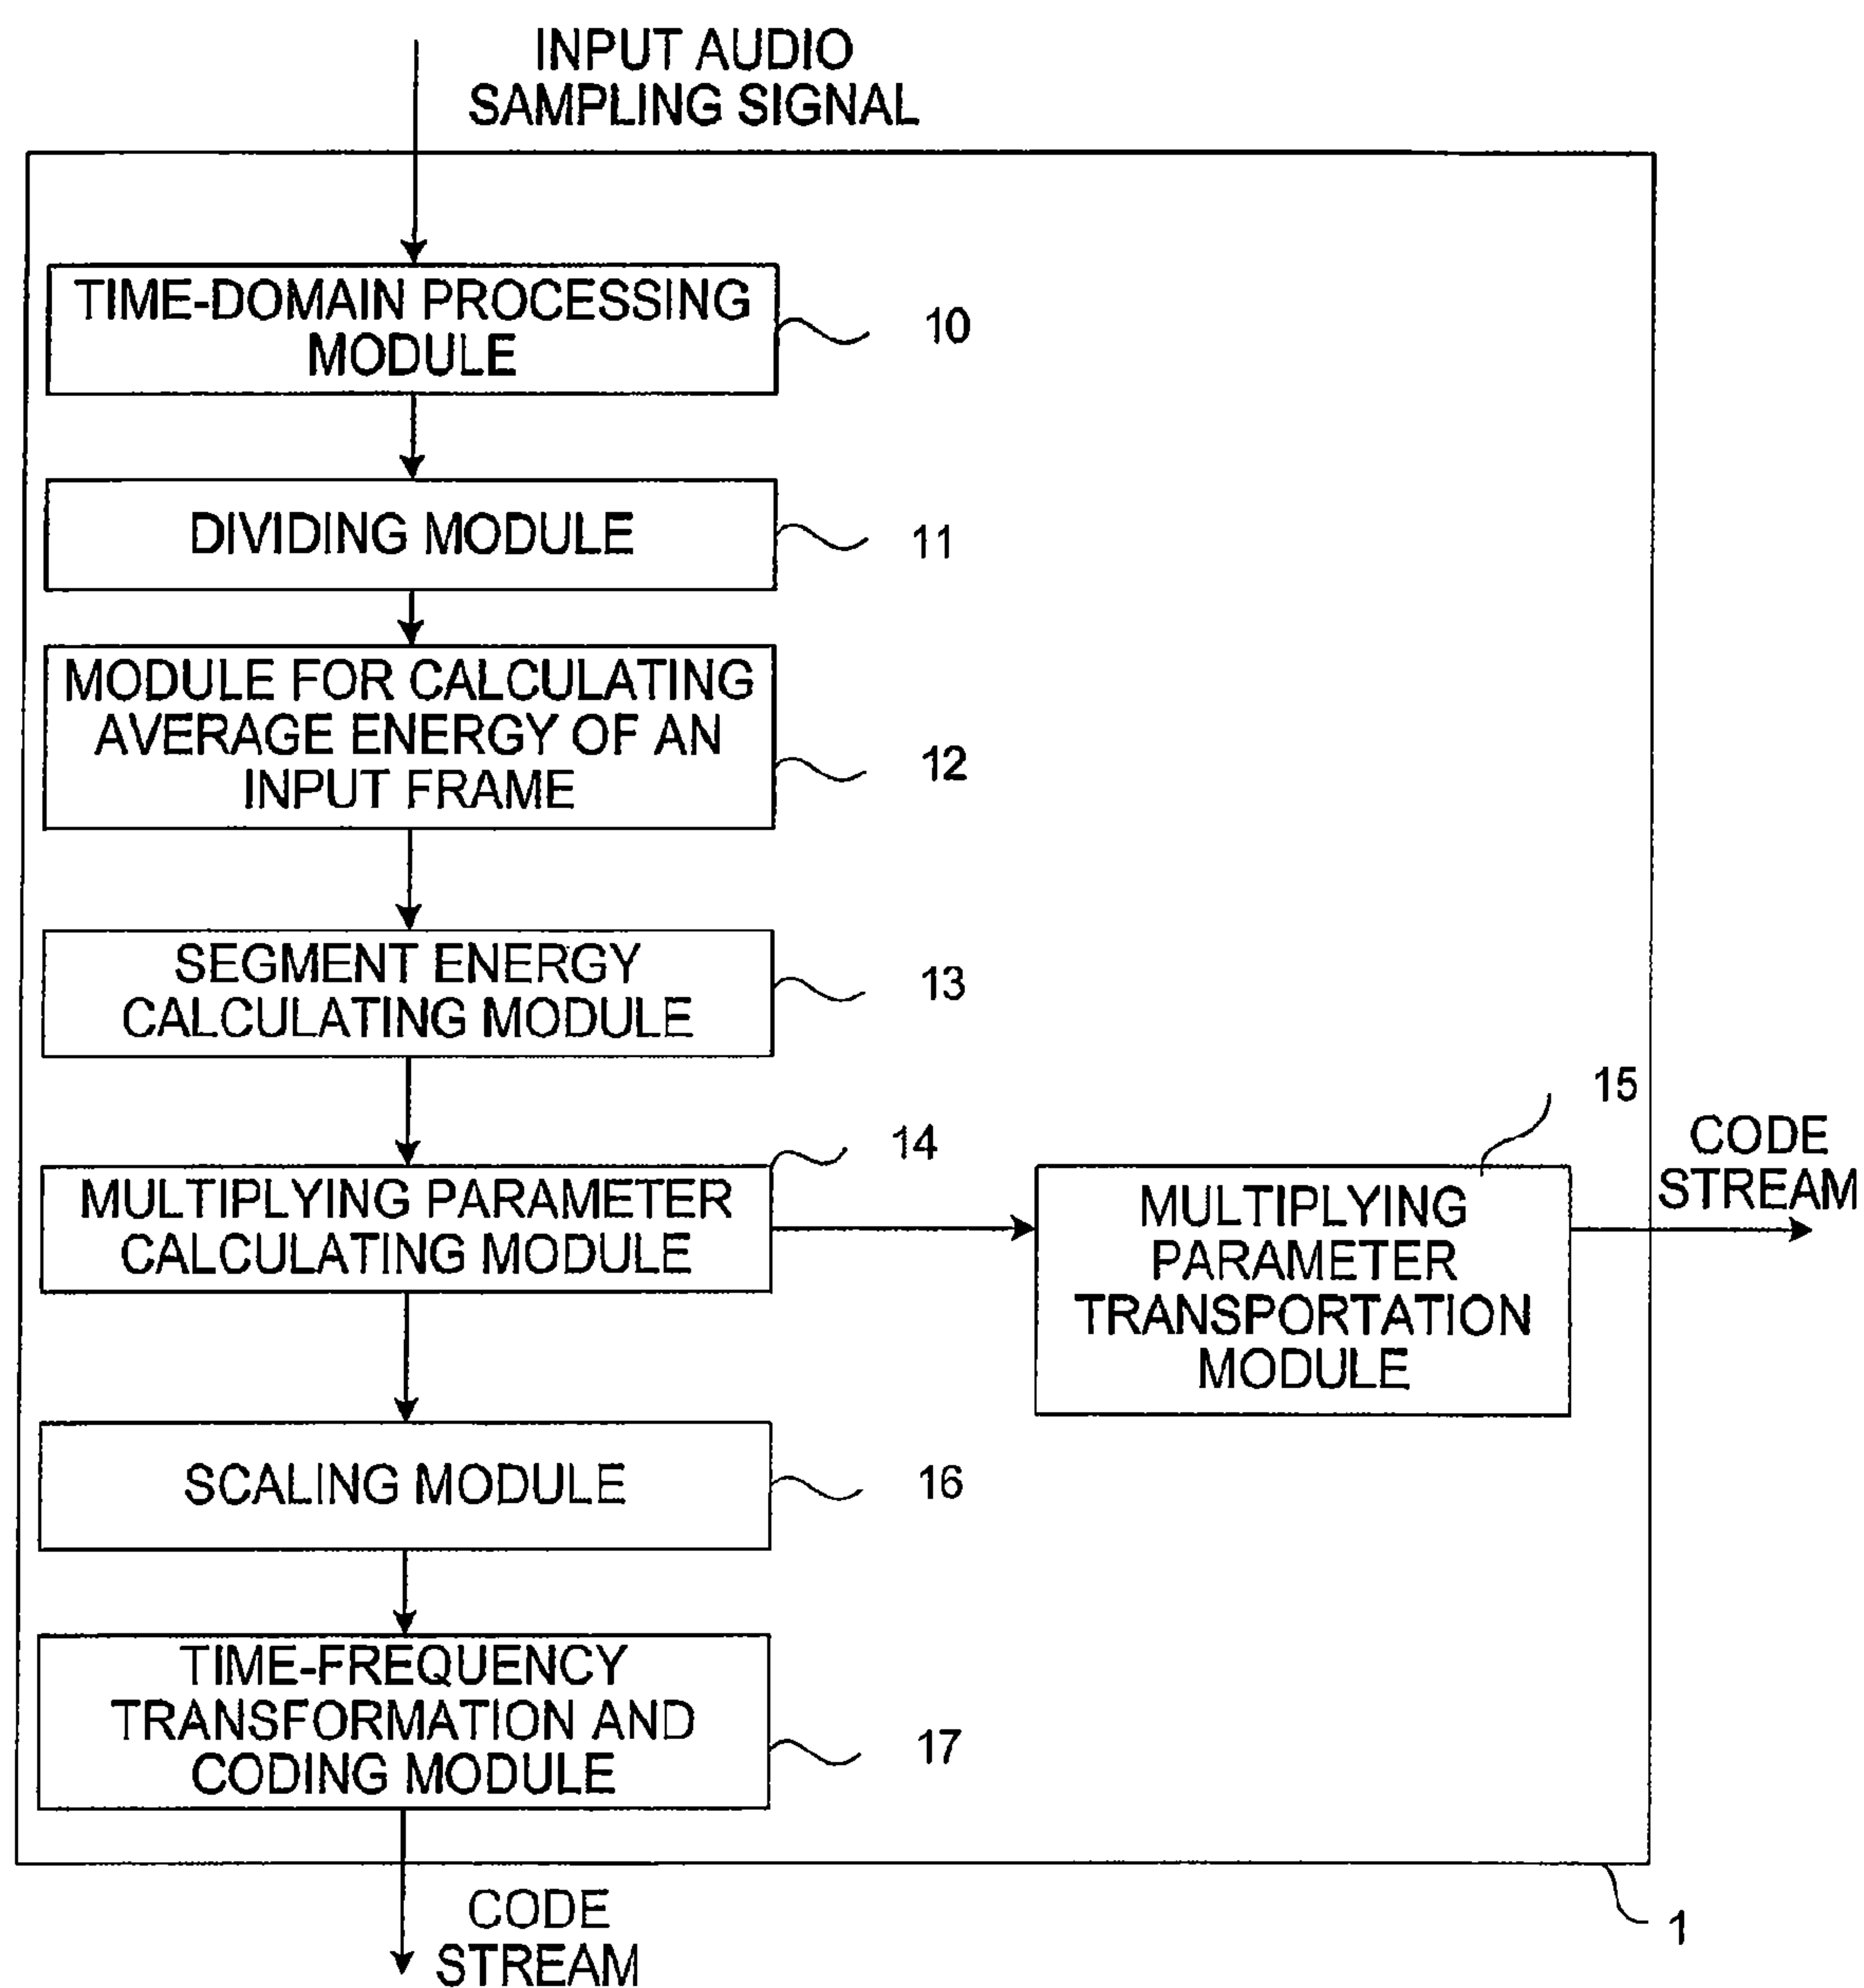 INPUT AUDIO
SAMPLING SIGNAL
TIME-DOMAIN PROCESSING
MODULE
10
DIVIDING MODULE
11
MODULE FOR CALCULATING
AVERAGE ENERGY OF AN
INPUT FRAME
12
SEGMENT ENERGY
CALCULATING MODULE
13
MULTIPLYING PARAMETER
CALCULATING MODULE
14
MULTIPLYING
PARAMETER
TRANSPORTATION
MODULE
15
CODE
STREAM
SCALING MODULE
16
TIME-FREQUENCY
TRANSFORMATION AND
CODING MODULE
17
CODE
STREAM
1